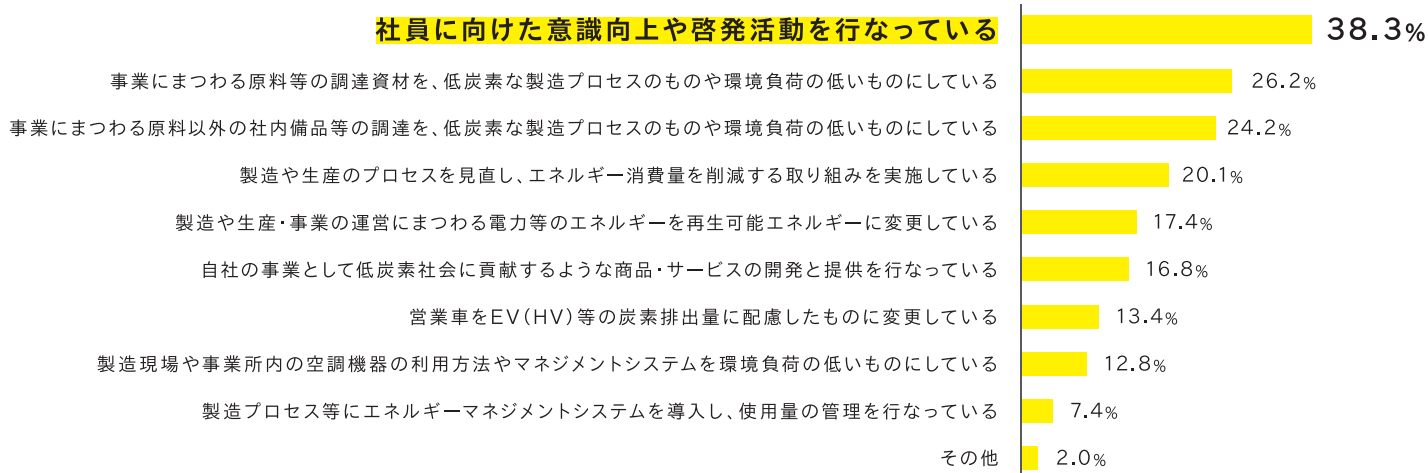 社員に向けた意識向上や啓発活動を行なっている 38.3%
事業にまつわる原料等の調達資材を、低炭素な製造プロセスのものや環境負荷の低いものにしている 26.2%
事業にまつわる原料以外の社内備品等の調達を、低炭素な製造プロセスのものや環境負荷の低いものにしている 24.2%
製造や生産のプロセスを見直し、エネルギー消費量を削減する取り組みを実施している 20.1%
製造や生産・事業の運営にまつわる電力等のエネルギーを再生可能エネルギーに変更している 17.4%
自社の事業として低炭素社会に貢献するような商品・サービスの開発と提供を行なっている 16.8%
営業車をEV(HV)等の炭素排出量に配慮したものに変更している 13.4%
製造現場や事業所内の空調機器の利用方法やマネジメントシステムを環境負荷の低いものにしている 12.8%
製造プロセス等にエネルギーマネジメントシステムを導入し、使用量の管理を行なっている 7.4%
その他 2.0%